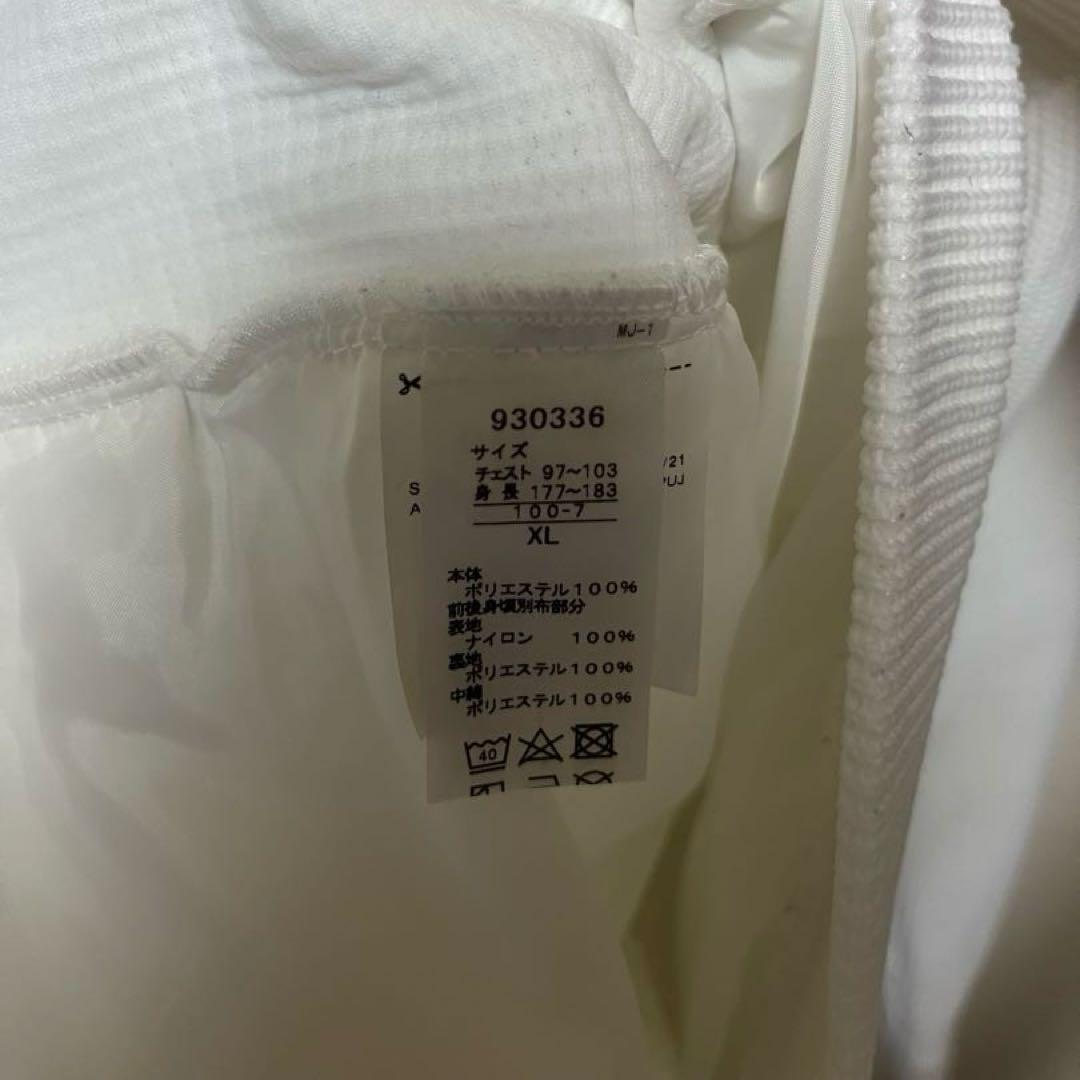 MJ-1
930336
サイズ
チェスト 97~103
身長 177~183
100-7
XL
/21
PUJ
S
A
本体
ポリエステル100%
前後身頃別布部分
表地
ナイロン 100%
裏地
ポリエステル100%
中綿
ポリエステル100%
40